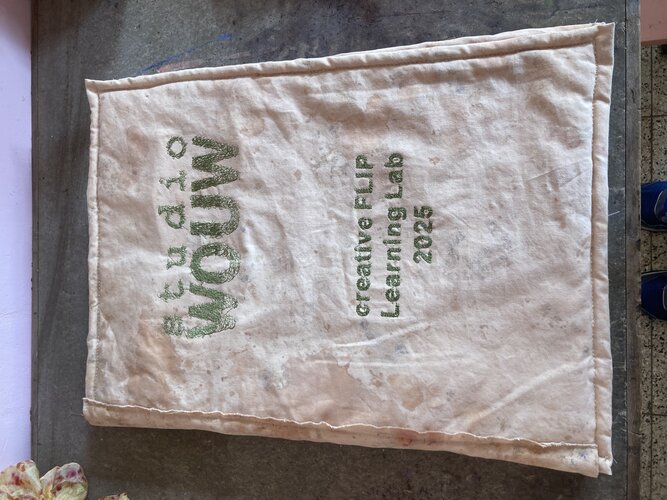 studio
WOUW
creative FLIP
Learning Lab
2025